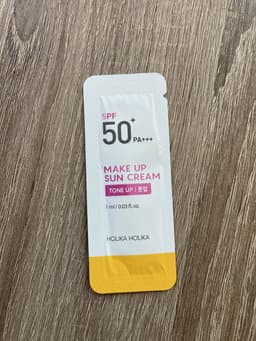 SPF
50+ PA+++
MAKE UP
SUN CREAM
TONE UP | 톤업
1 ml / 0.03 fl. oz.
HOLIKA HOLIKA